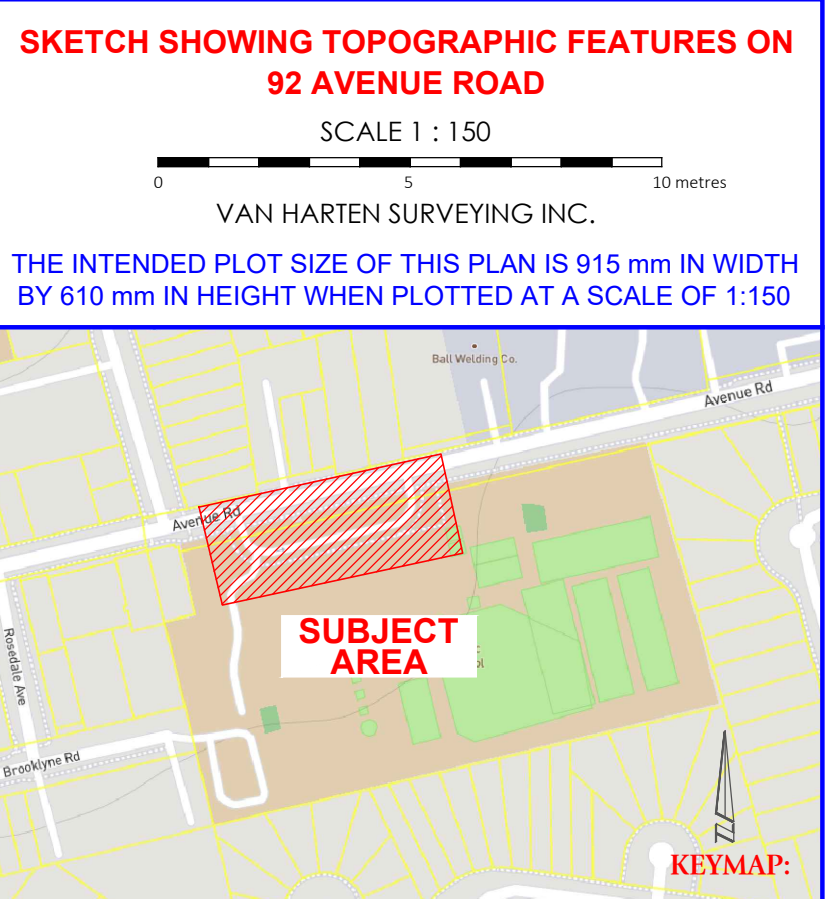 SKETCH SHOWING TOPOGRAPHIC FEATURES ON
92 AVENUE ROAD
SCALE 1 : 150
0 5 10 metres
VAN HARTEN SURVEYING INC.
THE INTENDED PLOT SIZE OF THIS PLAN IS 915 mm IN WIDTH
BY 610 mm IN HEIGHT WHEN PLOTTED AT A SCALE OF 1:150
Ball Welding Co.
Avenue Rd
Avenue Rd
SUBJECT
AREA
Rosedale Ave
Brooklyne Rd
KEYMAP: